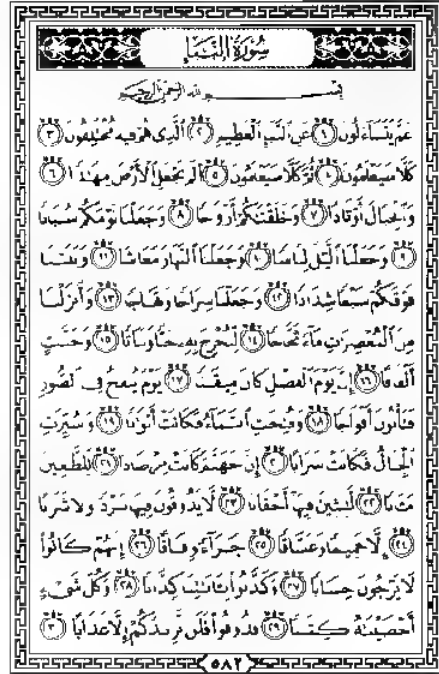 سُورَةُ النَّبَإِ
بِسْمِ اللَّهِ الرَّحْمَٰنِ الرَّحِيمِ
عَمَّ يَتَسَاءَلُونَ ١ عَنِ النَّبَإِ الْعَظِيمِ ٢ الَّذِي هُمْ فِيهِ مُخْتَلِفُونَ ٣
كَلَّا سَيَعْلَمُونَ ٤ ثُمَّ كَلَّا سَيَعْلَمُونَ ٥ أَلَمْ نَجْعَلِ الْأَرْضَ مِهَادًا ٦
وَالْجِبَالَ أَوْتَادًا ٧ وَخَلَقْنَاكُمْ أَزْوَاجًا ٨ وَجَعَلْنَا نَوْمَكُمْ سُبَاتًا
٩ وَجَعَلْنَا اللَّيْلَ لِبَاسًا ١٠ وَجَعَلْنَا النَّهَارَ مَعَاشًا ١١ وَبَنَيْنَا
فَوْقَكُمْ سَبْعًا شِدَادًا ١٢ وَجَعَلْنَا سِرَاجًا وَهَّاجًا ١٣ وَأَنزَلْنَا
مِنَ الْمُعْصِرَاتِ مَاءً ثَجَّاجًا ١٤ لِّنُخْرِجَ بِهِ حَبًّا وَنَبَاتًا ١٥ وَجَنَّاتٍ
أَلْفَافًا ١٦ إِنَّ يَوْمَ الْفَصْلِ كَانَ مِيقَاتًا ١٧ يَوْمَ يُنفَخُ فِي الصُّورِ
فَتَأْتُونَ أَفْوَاجًا ١٨ وَفُتِحَتِ السَّمَاءُ فَكَانَتْ أَبْوَابًا ١٩ وَسُيِّرَتِ
الْجِبَالُ فَكَانَتْ سَرَابًا ٢٠ إِنَّ جَهَنَّمَ كَانَتْ مِرْصَادًا ٢١ لِّلطَّاغِينَ
مَآبًا ٢٢ لَّابِثِينَ فِيهَا أَحْقَابًا ٢٣ لَّا يَذُوقُونَ فِيهَا بَرْدًا وَلَا شَرَابًا
٢٤ إِلَّا حَمِيمًا وَغَسَّاقًا ٢٥ جَزَاءً وِفَاقًا ٢٦ إِنَّهُمْ كَانُوا
لَا يَرْجُونَ حِسَابًا ٢٧ وَكَذَّبُوا بِآيَاتِنَا كِذَّابًا ٢٨ وَكُلَّ شَيْءٍ
أَحْصَيْنَاهُ كِتَابًا ٢٩ فَذُوقُوا فَلَن نَّزِيدَكُمْ إِلَّا عَذَابًا ٣٠
٥٨٢